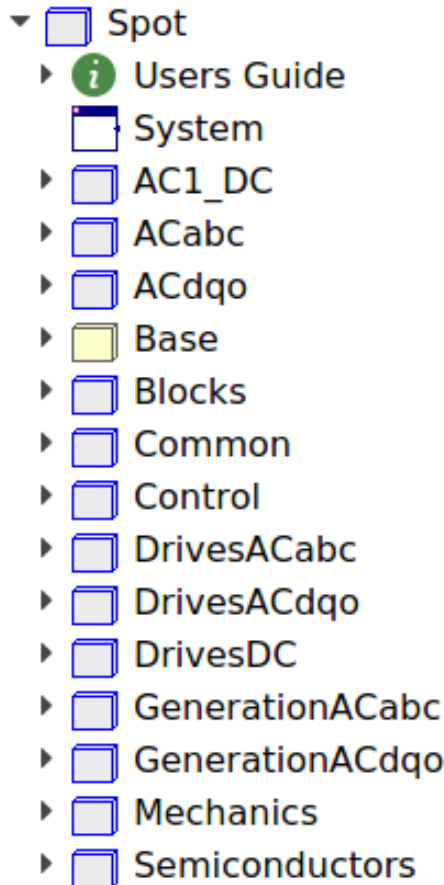 Spot
Users Guide
System
AC1_DC
ACabc
ACdqo
Base
Blocks
Common
Control
DrivesACabc
DrivesACdqo
DrivesDC
GenerationACabc
GenerationACdqo
Mechanics
Semiconductors